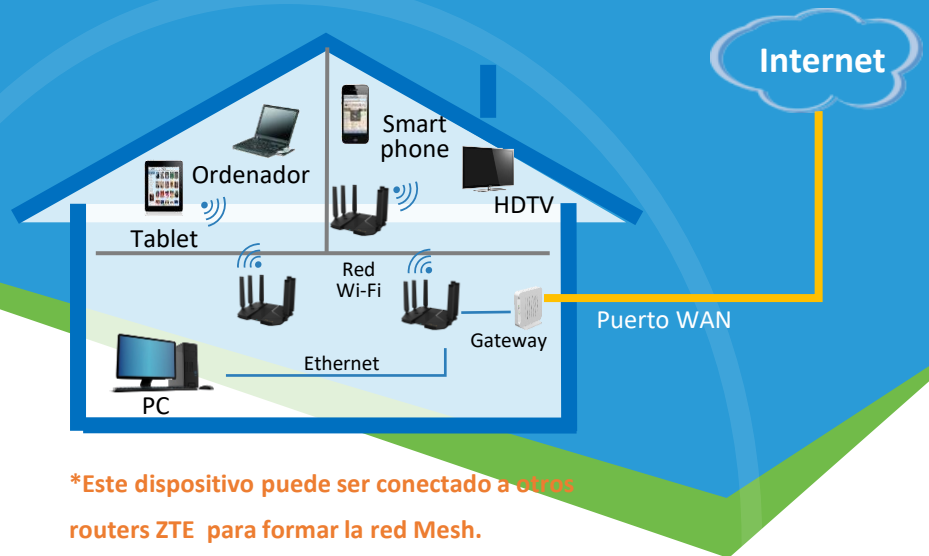 Internet
Smart
phone
Ordenador
HDTV
Tablet
Red
Wi-Fi
Puerto WAN
Gateway
Ethernet
PC
*Este dispositivo puede ser conectado a otros
routers ZTE para formar la red Mesh.